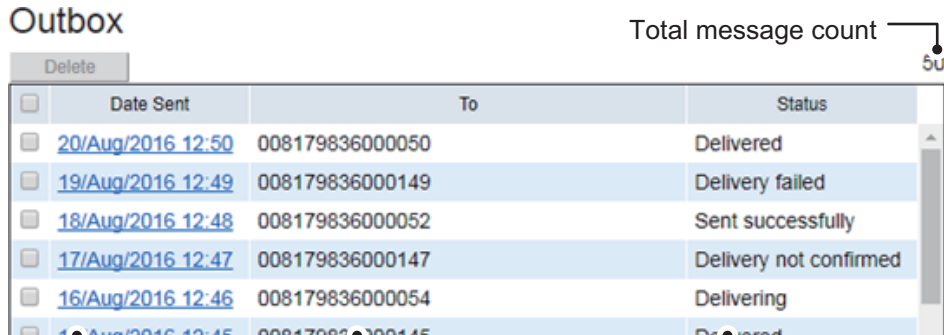 Outbox
Total message count
Delete
Date Sent To Status
20/Aug/2016 12:50 008179836000050 Delivered
19/Aug/2016 12:49 008179836000149 Delivery failed
18/Aug/2016 12:48 008179836000052 Sent successfully
17/Aug/2016 12:47 008179836000147 Delivery not confirmed
16/Aug/2016 12:46 008179836000054 Delivering